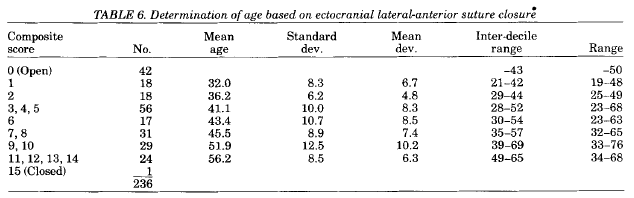 TABLE 6. Determination of age based on ectocranial lateral-anterior suture closure
Composite score No. Mean age Standard dev. Mean dev. Inter-decile range Range
0 (Open) 42 –43 –50
1 18 32.0 8.3 6.7 21–42 19–48
2 18 36.2 6.2 4.8 29–44 25–49
3, 4, 5 56 41.1 10.0 8.3 28–52 23–68
6 17 43.4 10.7 8.5 30–54 23–63
7, 8 31 45.5 8.9 7.4 35–57 32–65
9, 10 29 51.9 12.5 10.2 39–69 33–76
11, 12, 13, 14 24 56.2 8.5 6.3 49–65 34–68
15 (Closed) 1
236